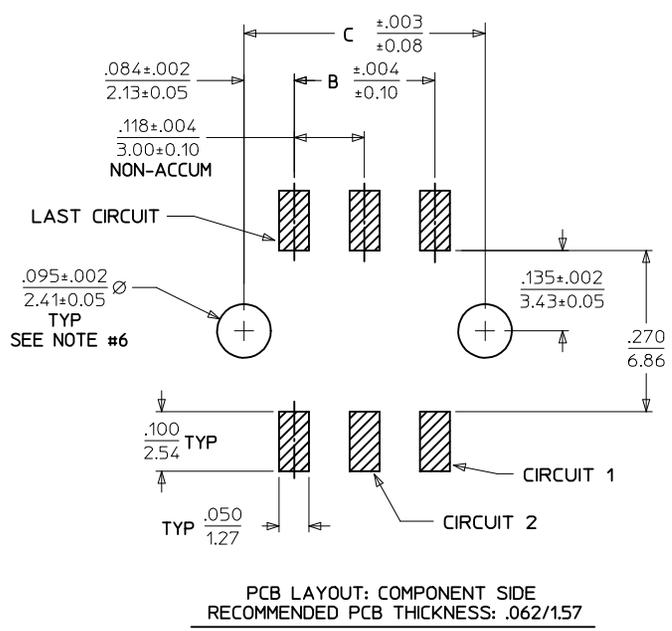 C ±.003
±0.08
.084±.002
2.13±0.05
B ±.004
±0.10
.118±.004
3.00±0.10
NON-ACCUM
LAST CIRCUIT
.095±.002
2.41±0.05 Ø
TYP
SEE NOTE #6
.135±.002
3.43±0.05
.270
6.86
.100
2.54 TYP
CIRCUIT 1
TYP .050
1.27
CIRCUIT 2
PCB LAYOUT: COMPONENT SIDE
RECOMMENDED PCB THICKNESS: .062/1.57